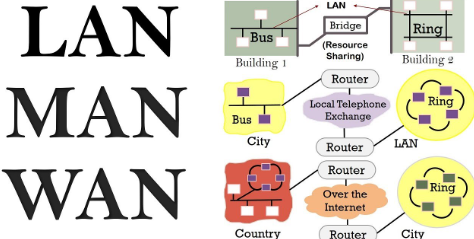 LAN
LAN
Bus
Bridge
Ring
(Resource
Sharing)
Building 1
Building 2
MAN
Router
Bus
Local Telephone
Exchange
Ring
City
Router
LAN
WAN
Router
Over the
Internet
Ring
Country
Router
City